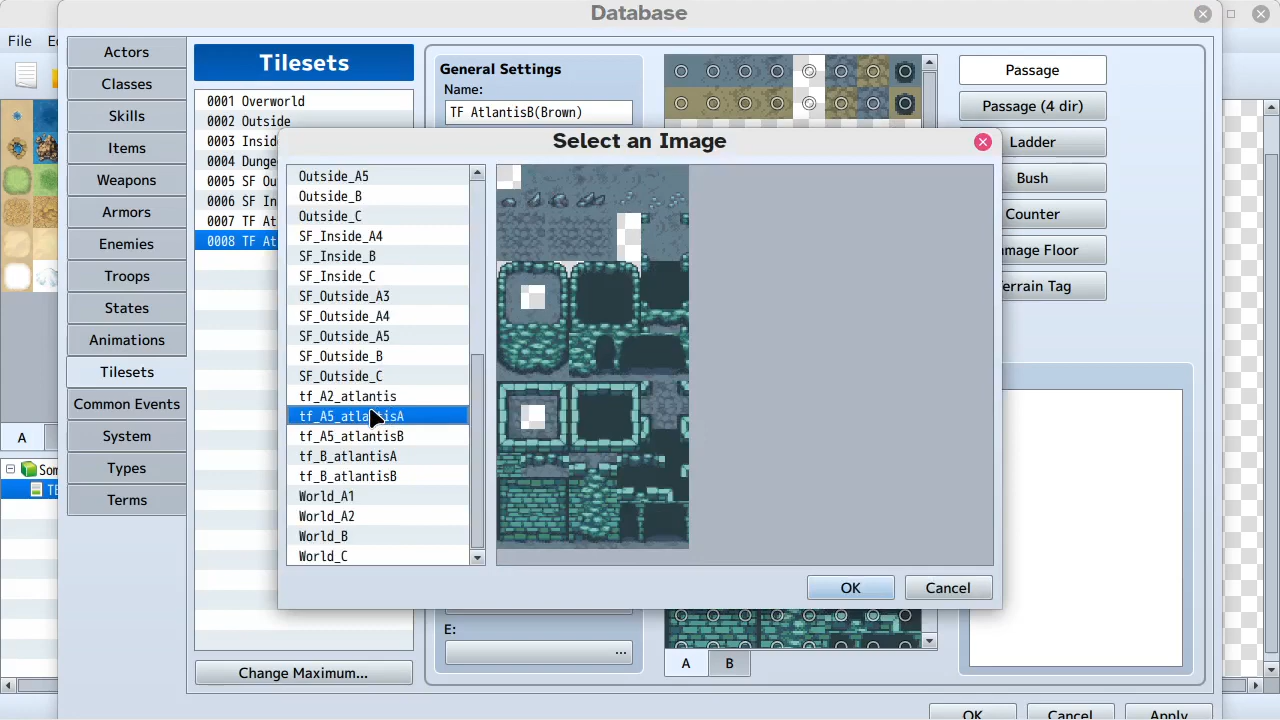 Database
File
Actors
Classes
Skills
Items
Weapons
Armors
Enemies
Troops
States
Animations
Tilesets
Common Events
System
Types
Terms
Tilesets
0001 Overworld
0002 Outside
0003 Insid
0004 Dunge
0005 SF Ou
0006 SF In
0007 TF At
0008 TF At
Change Maximum...
General Settings
Name:
TF AtlantisB(Brown)
Passage
Passage (4 dir)
Ladder
Bush
Counter
mage Floor
errain Tag
Select an Image
Outside_A5
Outside_B
Outside_C
SF_Inside_A4
SF_Inside_B
SF_Inside_C
SF_Outside_A3
SF_Outside_A4
SF_Outside_A5
SF_Outside_B
SF_Outside_C
tf_A2_atlantis
tf_A5_atlantisA
tf_A5_atlantisB
tf_B_atlantisA
tf_B_atlantisB
World_A1
World_A2
World_B
World_C
OK
Cancel
E:
...
A
B
A
Som
OK
Cancel
Apply